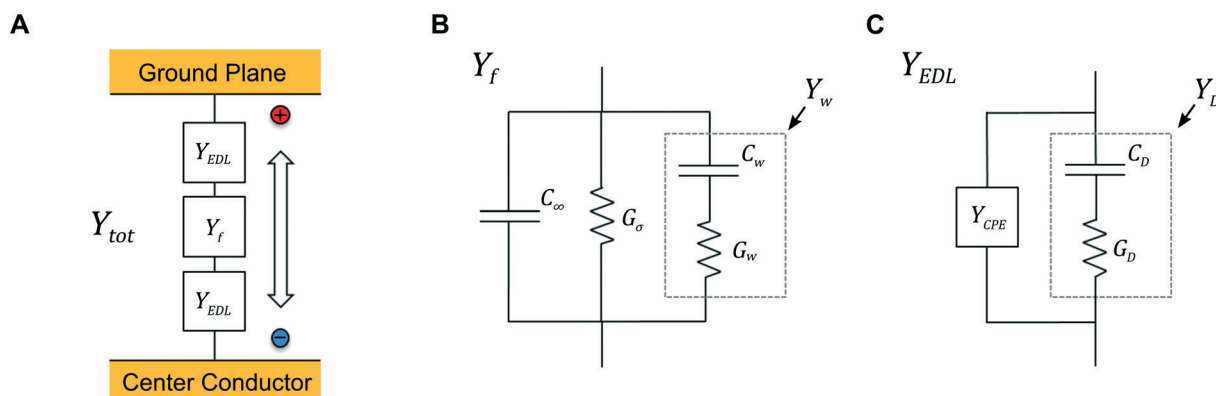 A
Ground Plane
+
Y_EDL
Y_tot
Y_f
Y_EDL
−
Center Conductor
B
Y_f
Y_w
C_w
C_∞
G_σ
G_w
C
Y_EDL
Y_D
C_D
Y_CPE
G_D